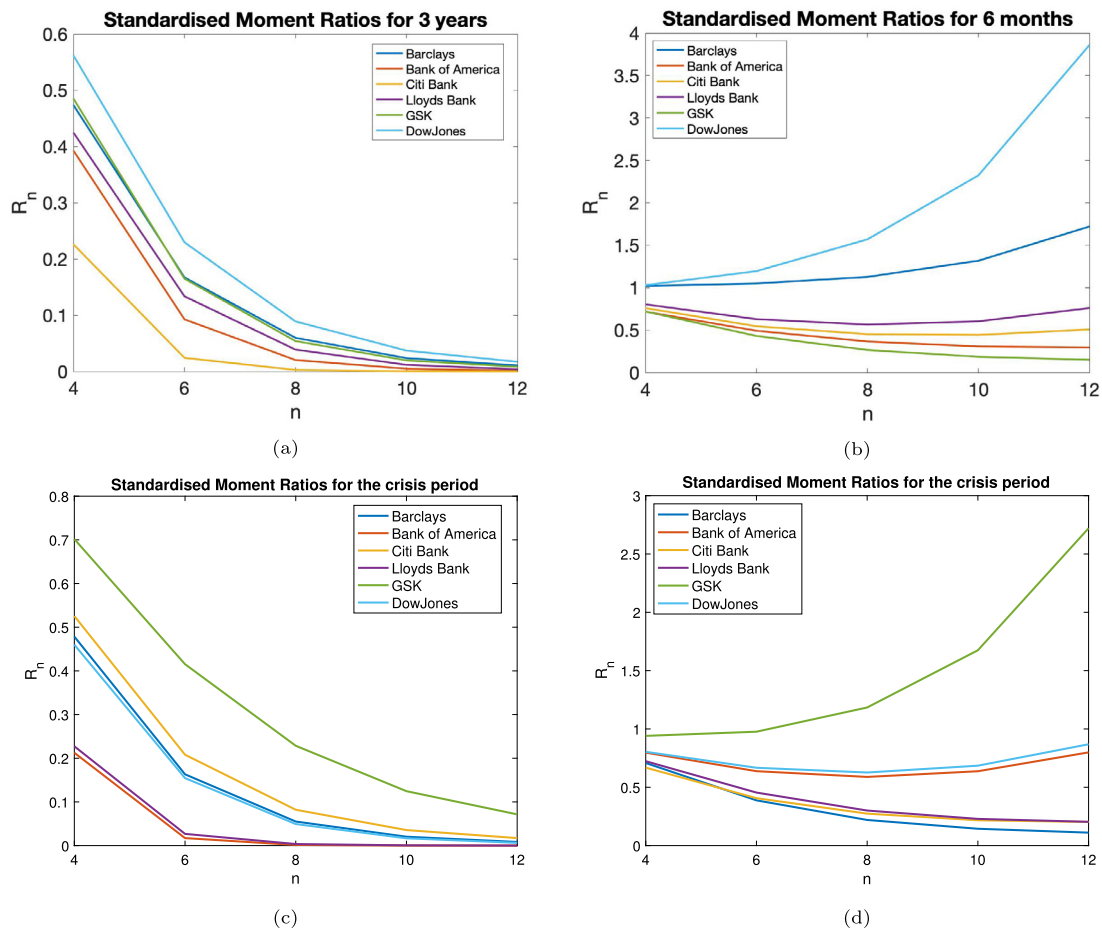 Standardised Moment Ratios for 3 years
0.6
0.5
0.4
0.3
0.2
0.1
0
4
6
8
10
12
R_n
n
Barclays
Bank of America
Citi Bank
Lloyds Bank
GSK
DowJones
(a)
Standardised Moment Ratios for 6 months
4
3.5
3
2.5
2
1.5
1
0.5
0
4
6
8
10
12
R_n
n
Barclays
Bank of America
Citi Bank
Lloyds Bank
GSK
DowJones
(b)
Standardised Moment Ratios for the crisis period
0.8
0.7
0.6
0.5
0.4
0.3
0.2
0.1
0
4
6
8
10
12
R_n
n
Barclays
Bank of America
Citi Bank
Lloyds Bank
GSK
DowJones
(c)
Standardised Moment Ratios for the crisis period
3
2.5
2
1.5
1
0.5
0
4
6
8
10
12
R_n
n
Barclays
Bank of America
Citi Bank
Lloyds Bank
GSK
DowJones
(d)